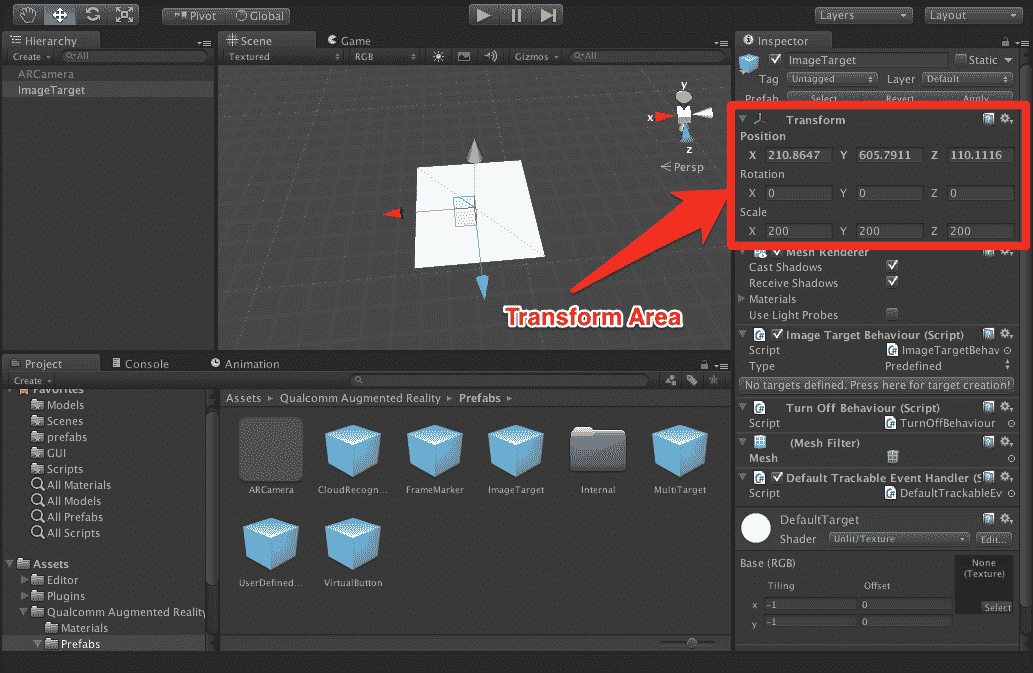 Pivot Global Layers Layout
Hierarchy
Create All
ARCamera
ImageTarget
Scene Game
Textured RGB Gizmos All
y
x
z
Persp
Transform Area
Inspector
ImageTarget Static
Tag Untagged Layer Default
Prefab Select Revert Apply
Transform
Position
X 210.8647 Y 605.7911 Z 110.1116
Rotation
X 0 Y 0 Z 0
Scale
X 200 Y 200 Z 200
Mesh Renderer
Cast Shadows
Receive Shadows
Materials
Use Light Probes
Image Target Behaviour (Script)
Script ImageTargetBehav
Type Predefined
No targets defined. Press here for target creation!
Turn Off Behaviour (Script)
Script TurnOffBehaviour
(Mesh Filter)
Mesh
Default Trackable Event Handler (S
Script DefaultTrackableEv
DefaultTarget
Shader Unlit/Texture Edit...
Base (RGB)
None
(Texture)
Tiling Offset
x -1 0
y -1 0
Select
Project Console Animation
Create
Favorites
Models
Scenes
prefabs
GUI
Scripts
All Materials
All Models
All Prefabs
All Scripts
Assets
Editor
Plugins
Qualcomm Augmented Reality
Materials
Prefabs
Assets Qualcomm Augmented Reality Prefabs
ARCamera CloudRecogn... FrameMarker ImageTarget Internal MultiTarget
UserDefined... VirtualButton